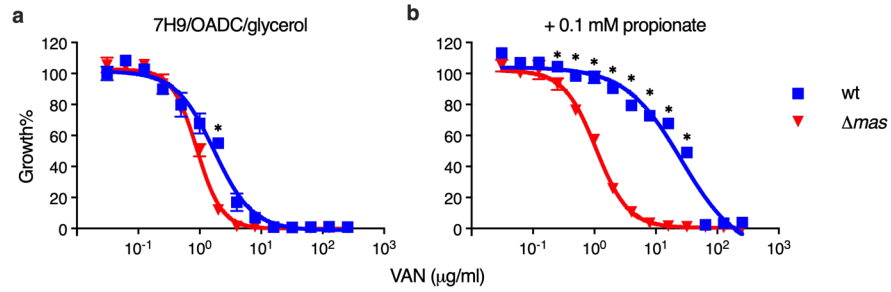 a
7H9/OADC/glycerol
b
+ 0.1 mM propionate
Growth%
120
100
80
60
40
20
0
*
10-1
100
101
102
103
120
100
80
60
40
20
0
* * * * * * * *
10-1
100
101
102
103
wt
Δmas
VAN (μg/ml)